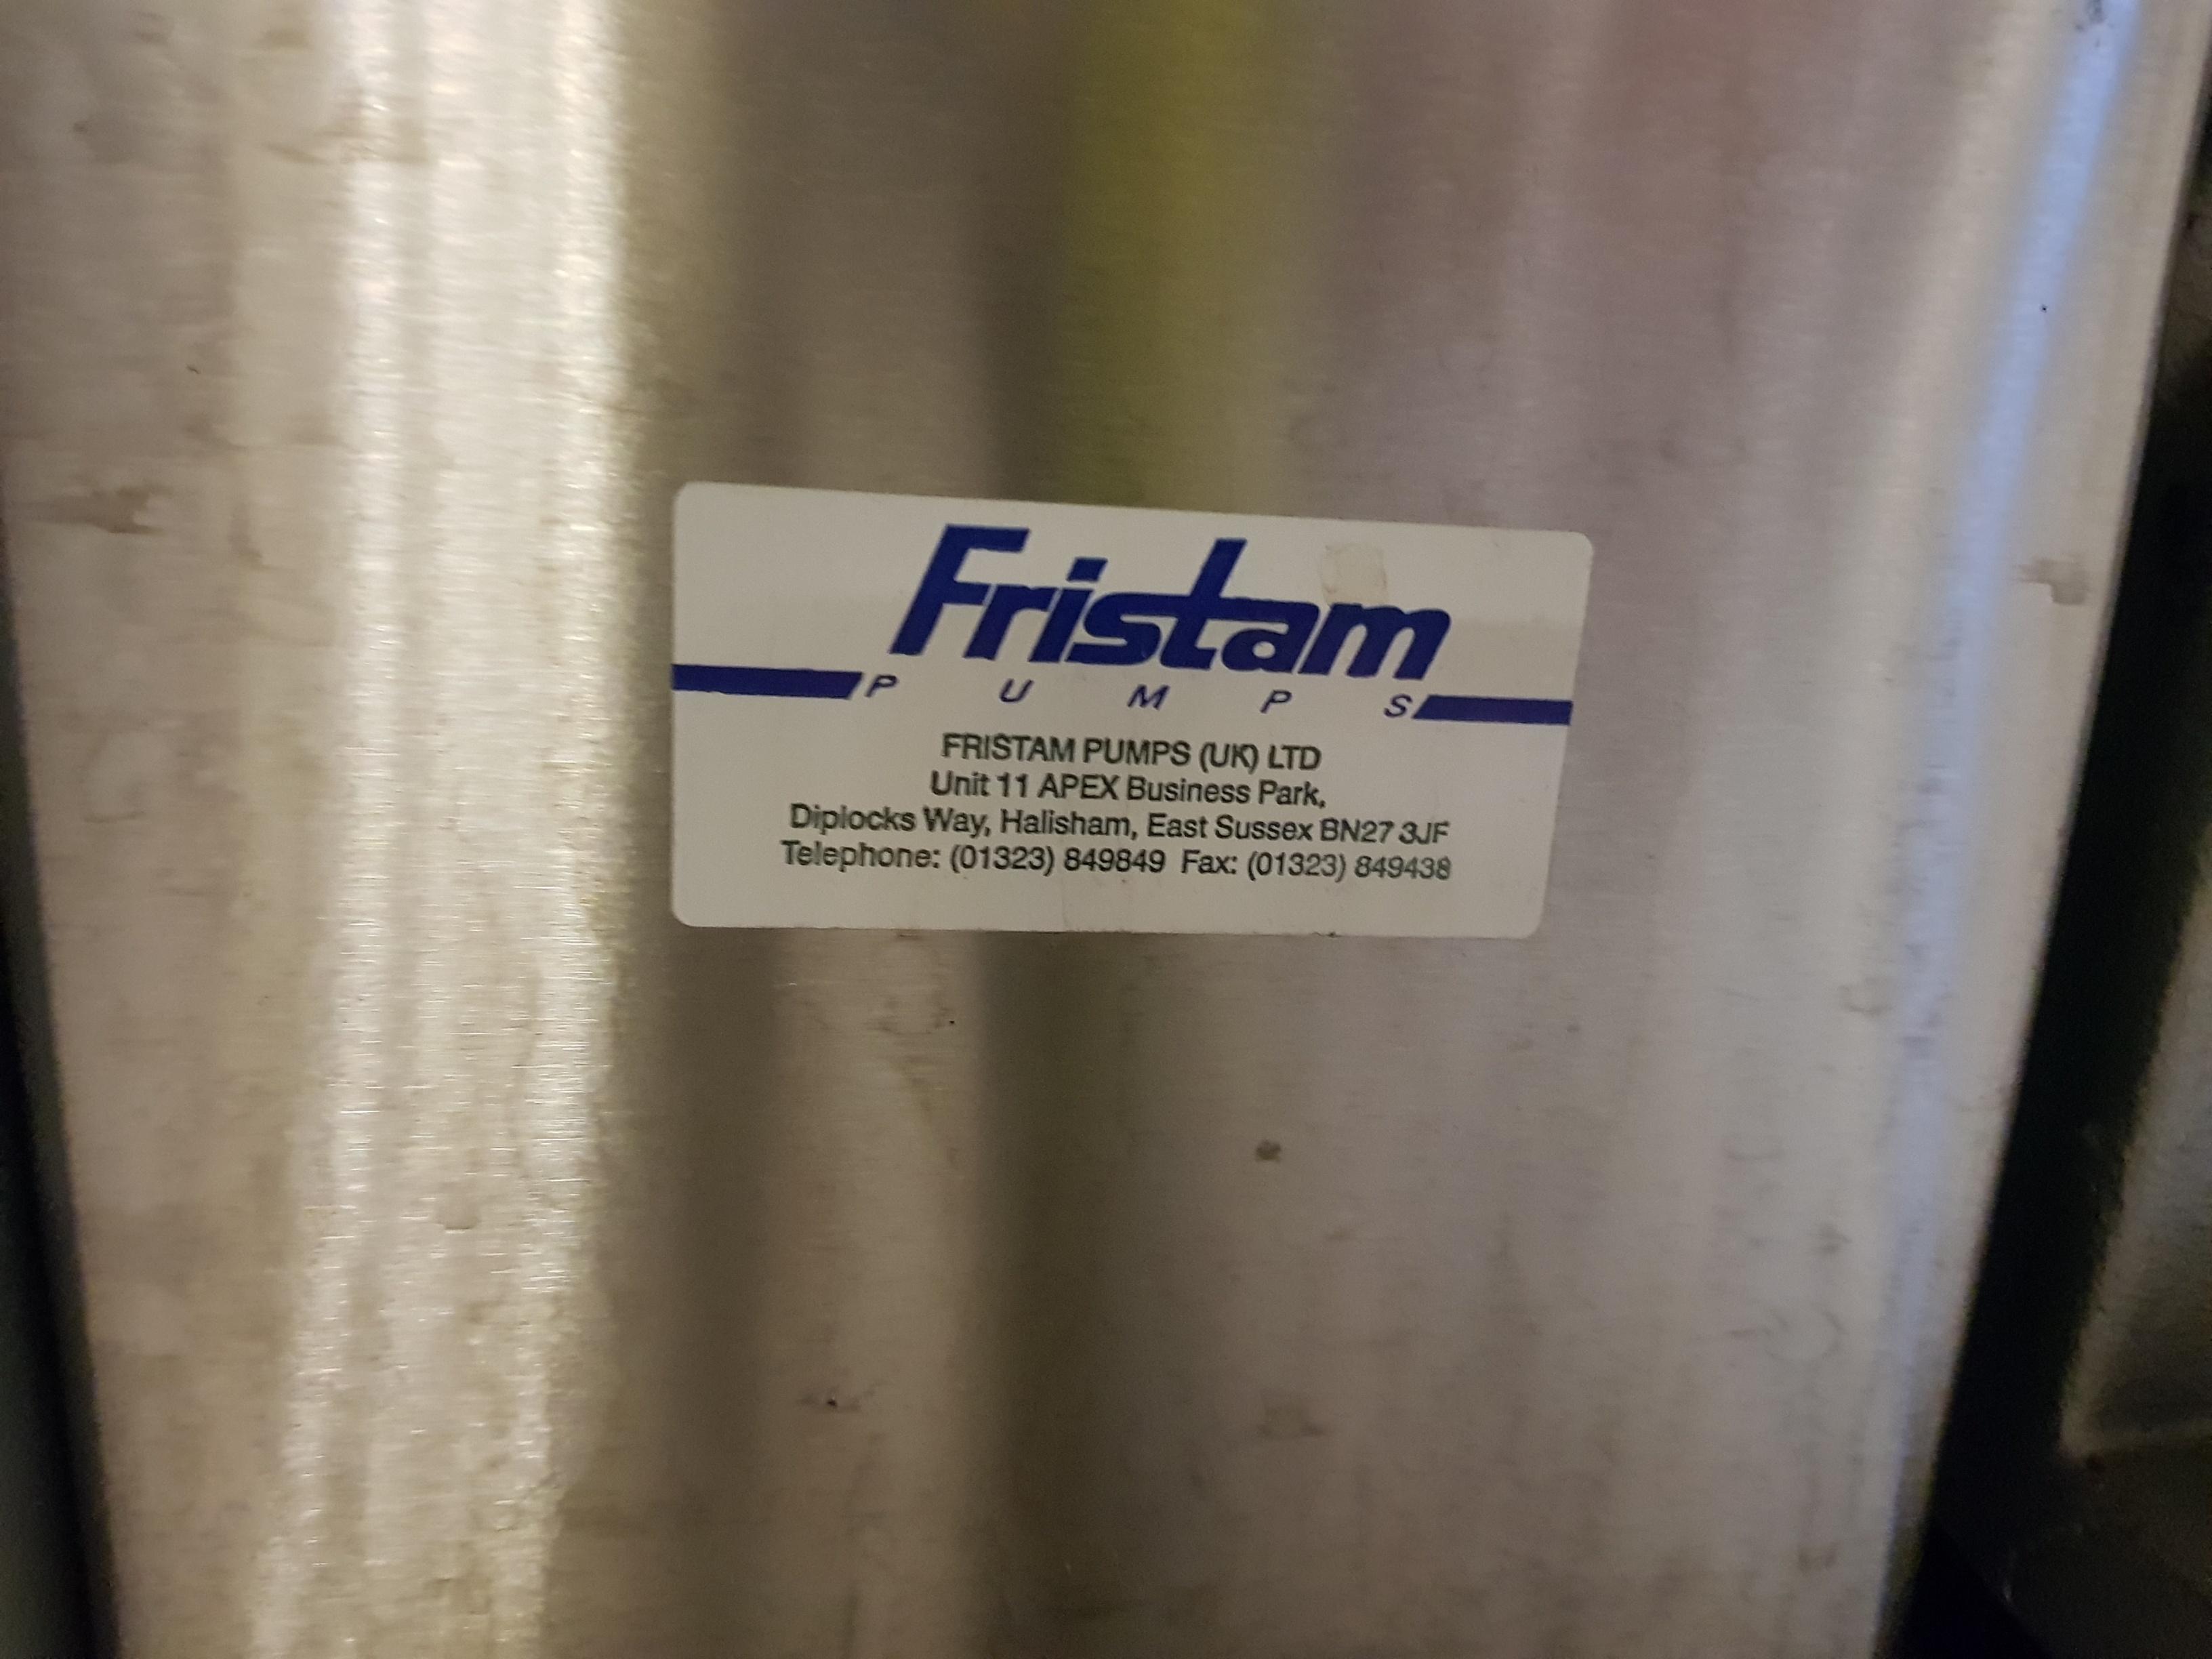 Fristam
PUMPS
FRISTAM PUMPS (UK) LTD
Unit 11 APEX Business Park,
Diplocks Way, Halisham, East Sussex BN27 3JF
Telephone: (01323) 849849 Fax: (01323) 849438